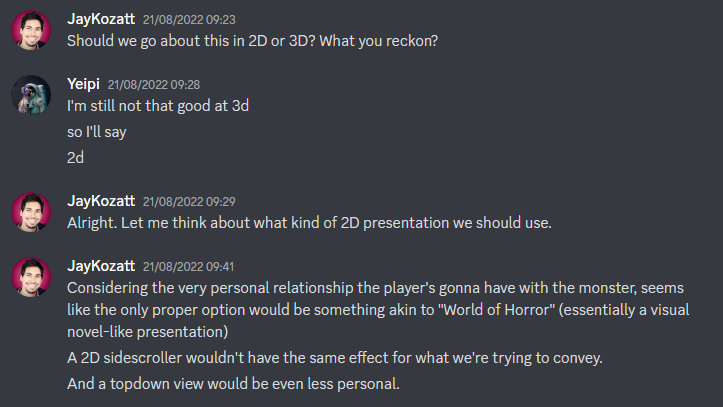 JayKozatt 21/08/2022 09:23
Should we go about this in 2D or 3D? What you reckon?
Yeipi 21/08/2022 09:28
I'm still not that good at 3d
so I'll say
2d
JayKozatt 21/08/2022 09:29
Alright. Let me think about what kind of 2D presentation we should use.
JayKozatt 21/08/2022 09:41
Considering the very personal relationship the player's gonna have with the monster, seems
like the only proper option would be something akin to "World of Horror" (essentially a visual
novel-like presentation)
A 2D sidescroller wouldn't have the same effect for what we're trying to convey.
And a topdown view would be even less personal.